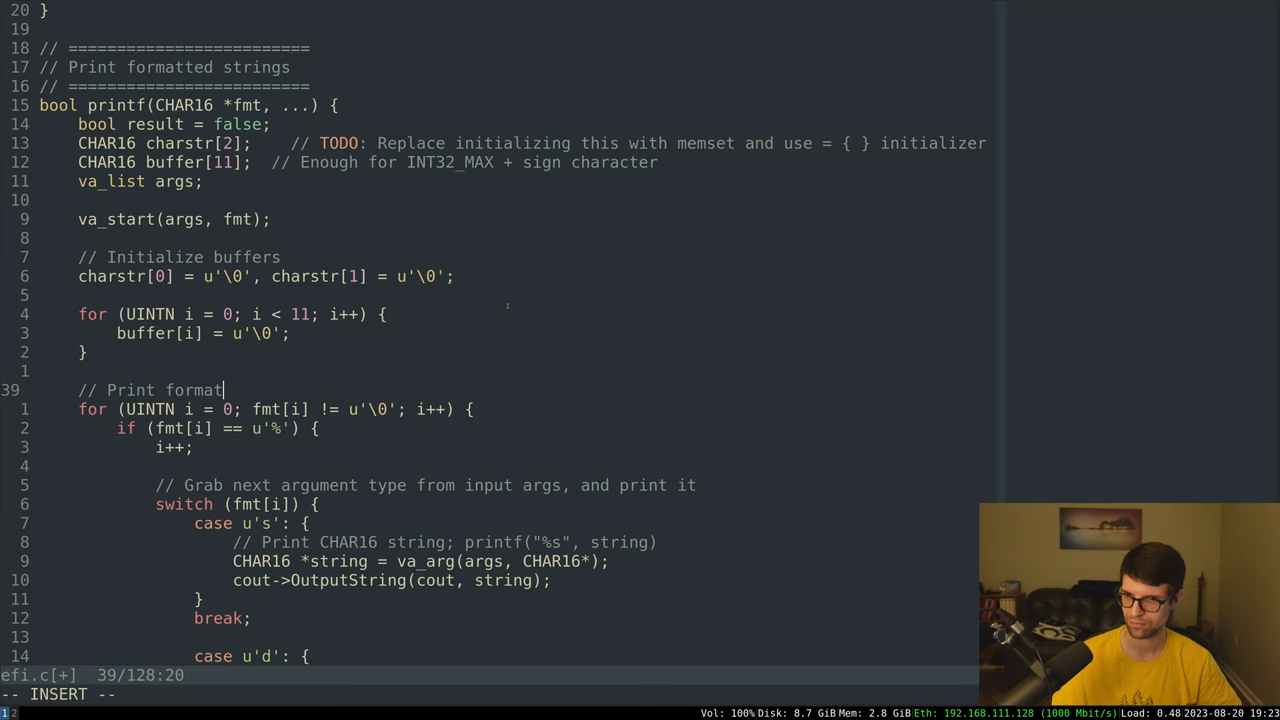 20 }
19
18 // =========================
17 // Print formatted strings
16 // =========================
15 bool printf(CHAR16 *fmt, ...) {
14     bool result = false;
13     CHAR16 charstr[2];    // TODO: Replace initializing this with memset and use = { } initializer
12     CHAR16 buffer[11];  // Enough for INT32_MAX + sign character
11     va_list args;
10
9     va_start(args, fmt);
8
7     // Initialize buffers
6     charstr[0] = u'\0', charstr[1] = u'\0';
5
4     for (UINTN i = 0; i < 11; i++) {
3         buffer[i] = u'\0';
2     }
1
39     // Print format
1     for (UINTN i = 0; fmt[i] != u'\0'; i++) {
2         if (fmt[i] == u'%') {
3             i++;
4
5             // Grab next argument type from input args, and print it
6             switch (fmt[i]) {
7                 case u's': {
8                     // Print CHAR16 string; printf("%s", string)
9                     CHAR16 *string = va_arg(args, CHAR16*);
10                     cout->OutputString(cout, string);
11                 }
12                 break;
13
14                 case u'd': {
efi.c[+]  39/128:20
-- INSERT --
1 2 Vol: 100% Disk: 8.7 GiB Mem: 2.8 GiB Eth: 192.168.111.128 (1000 Mbit/s) Load: 0.48 2023-08-20 19:23